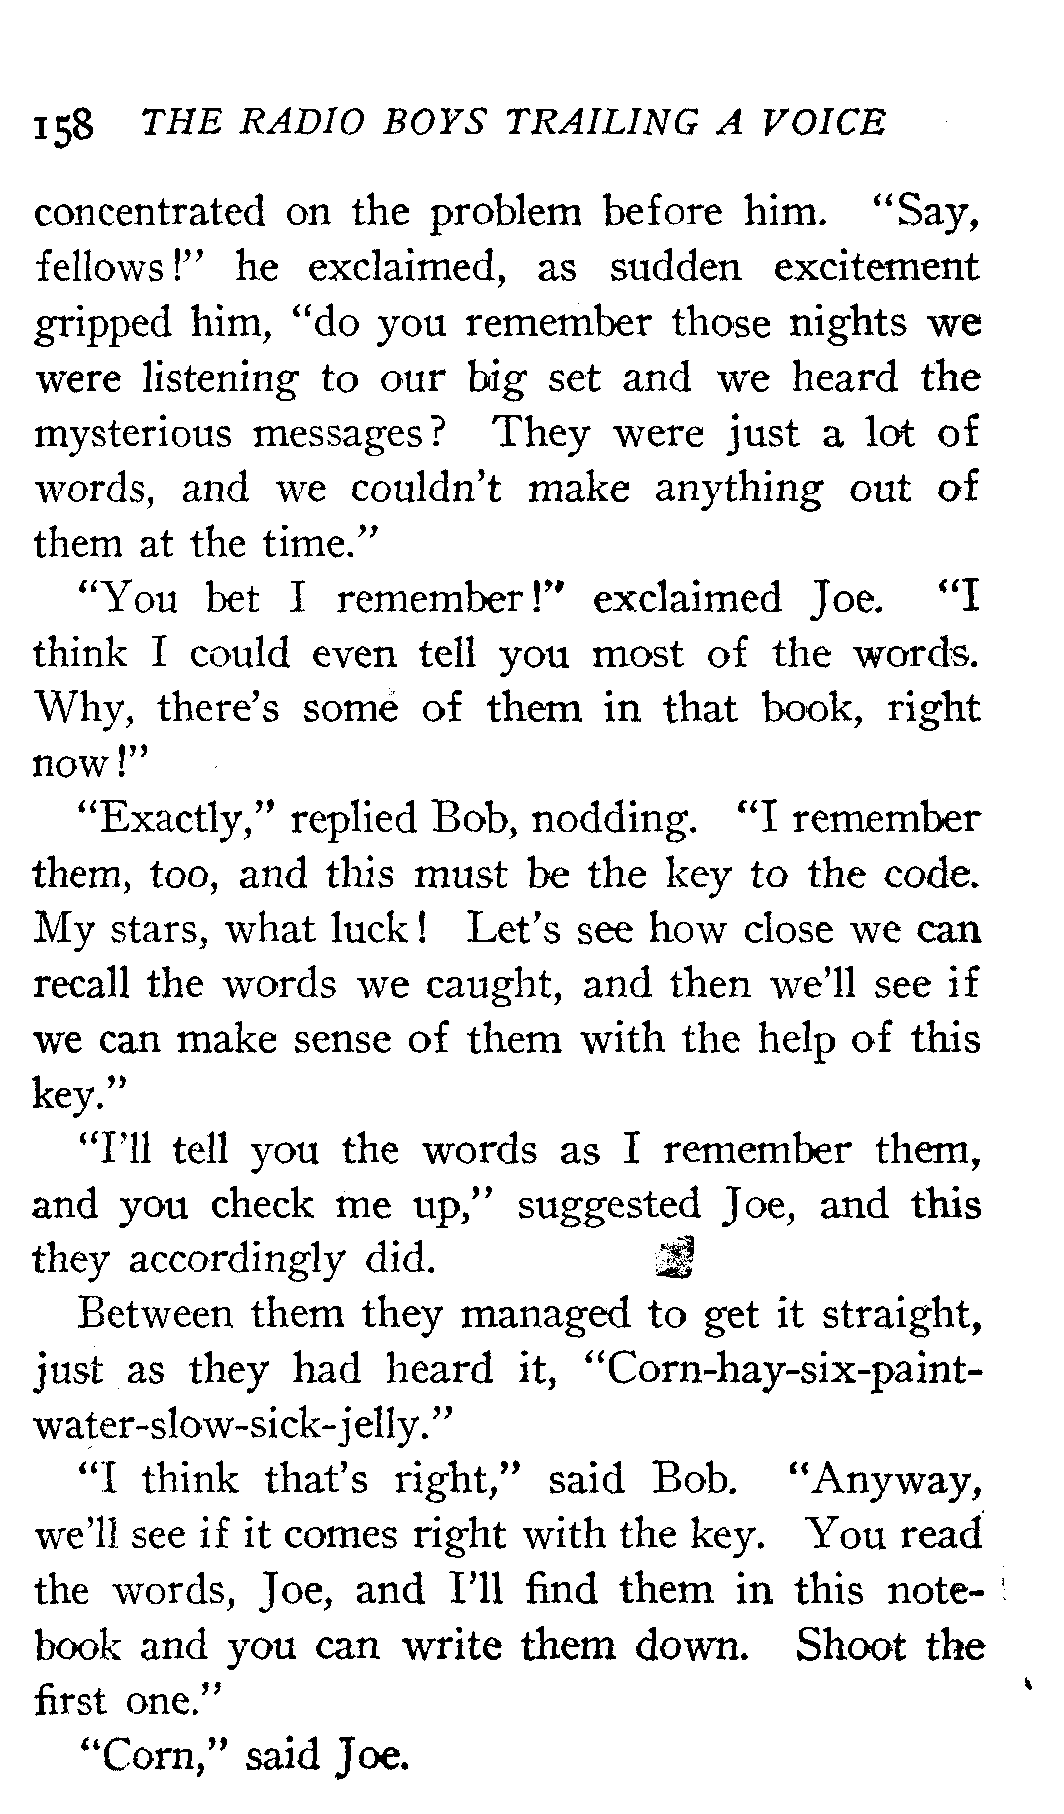 158 THE RADIO BOYS TRAILING A VOICE
concentrated on the problem before him. “Say,
fellows!” he exclaimed, as sudden excitement
gripped him, “do you remember those nights we
were listening to our big set and we heard the
mysterious messages? They were just a lot of
words, and we couldn’t make anything out of
them at the time.”
“You bet I remember!” exclaimed Joe. “I
think I could even tell you most of the words.
Why, there’s some of them in that book, right
now!”
“Exactly,” replied Bob, nodding. “I remember
them, too, and this must be the key to the code.
My stars, what luck! Let’s see how close we can
recall the words we caught, and then we’ll see if
we can make sense of them with the help of this
key.”
“I’ll tell you the words as I remember them,
and you check me up,” suggested Joe, and this
they accordingly did.
Between them they managed to get it straight,
just as they had heard it, “Corn-hay-six-paint-
water-slow-sick-jelly.”
“I think that’s right,” said Bob. “Anyway,
we’ll see if it comes right with the key. You read
the words, Joe, and I’ll find them in this note-
book and you can write them down. Shoot the
first one.”
“Corn,” said Joe.